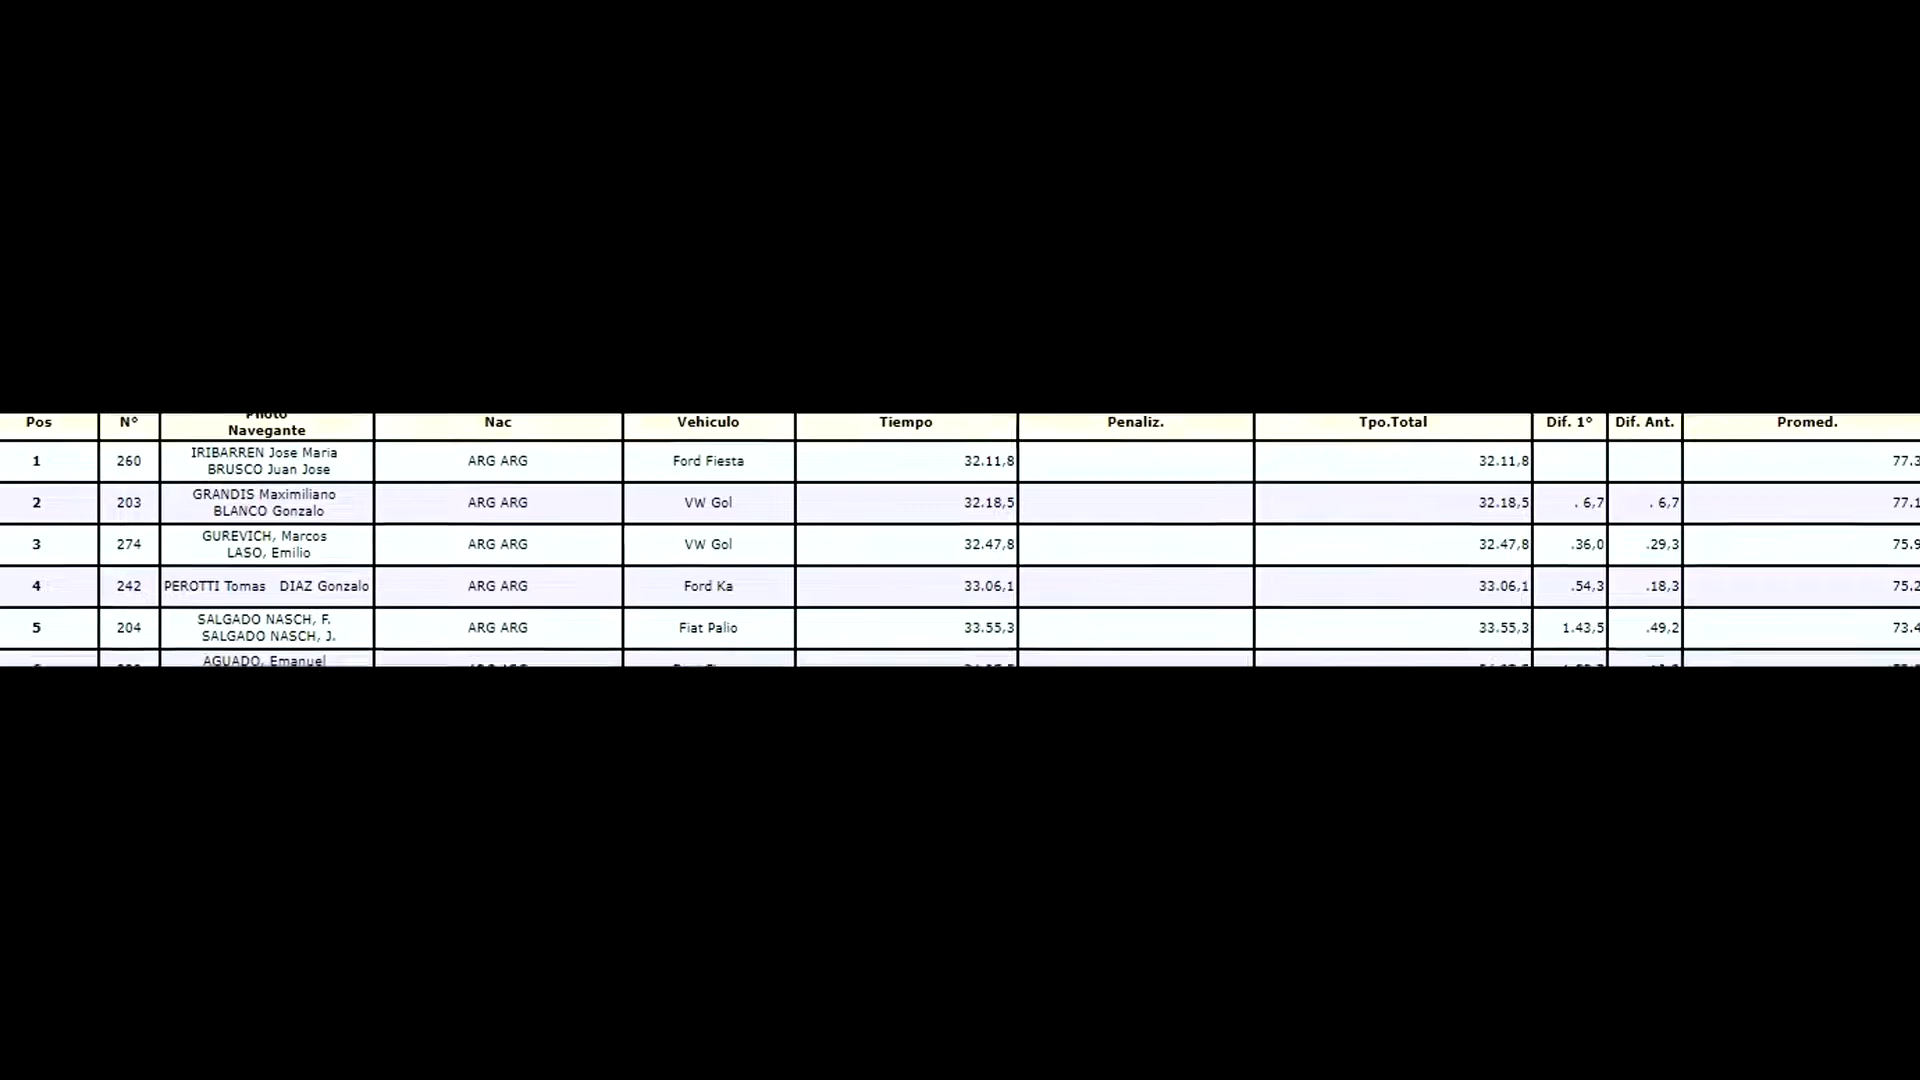 Pos N° Piloto Navegante Nac Vehiculo Tiempo Penaliz. Tpo.Total Dif. 1° Dif. Ant. Promed.
1 260 IRIBARREN Jose Maria BRUSCO Juan Jose ARG ARG Ford Fiesta 32.11,8 32.11,8 77.3
2 203 GRANDIS Maximiliano BLANCO Gonzalo ARG ARG VW Gol 32.18,5 32.18,5 . 6,7 . 6,7 77.1
3 274 GUREVICH, Marcos LASO, Emilio ARG ARG VW Gol 32.47,8 32.47,8 .36,0 .29,3 75.9
4 242 PEROTTI Tomas DIAZ Gonzalo ARG ARG Ford Ka 33.06,1 33.06,1 .54,3 .18,3 75.2
5 204 SALGADO NASCH, F. SALGADO NASCH, J. ARG ARG Fiat Palio 33.55,3 33.55,3 1.43,5 .49,2 73.4
AGUADO, Emanuel